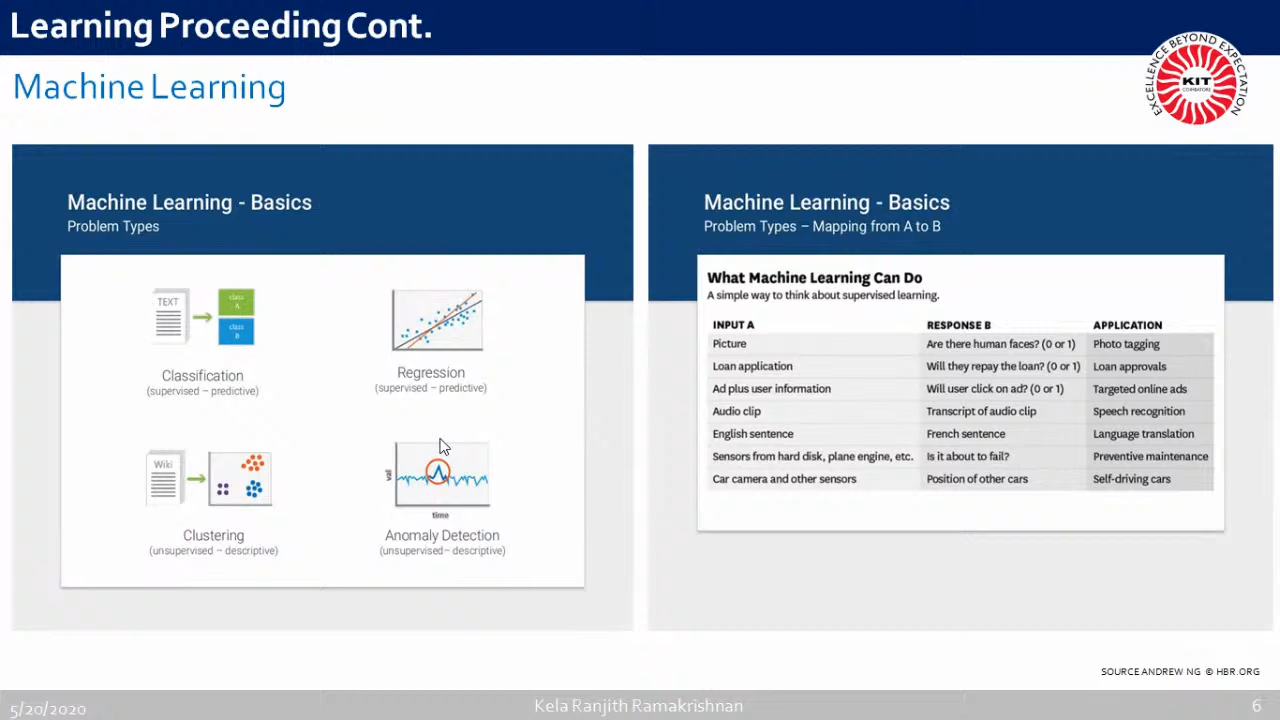 Learning Proceeding Cont.
Machine Learning
EXCELLENCE BEYOND EXPECTATION
KIT
COIMBATORE
Machine Learning - Basics
Problem Types
TEXT
class A
class B
Classification
(supervised – predictive)
Regression
(supervised – predictive)
Wiki
Clustering
(unsupervised – descriptive)
val
time
Anomaly Detection
(unsupervised– descriptive)
Machine Learning - Basics
Problem Types – Mapping from A to B
What Machine Learning Can Do
A simple way to think about supervised learning.
INPUT A RESPONSE B APPLICATION
Picture Are there human faces? (0 or 1) Photo tagging
Loan application Will they repay the loan? (0 or 1) Loan approvals
Ad plus user information Will user click on ad? (0 or 1) Targeted online ads
Audio clip Transcript of audio clip Speech recognition
English sentence French sentence Language translation
Sensors from hard disk, plane engine, etc. Is it about to fail? Preventive maintenance
Car camera and other sensors Position of other cars Self-driving cars
SOURCE ANDREW NG © HBR.ORG
5/20/2020 Kela Ranjith Ramakrishnan 6